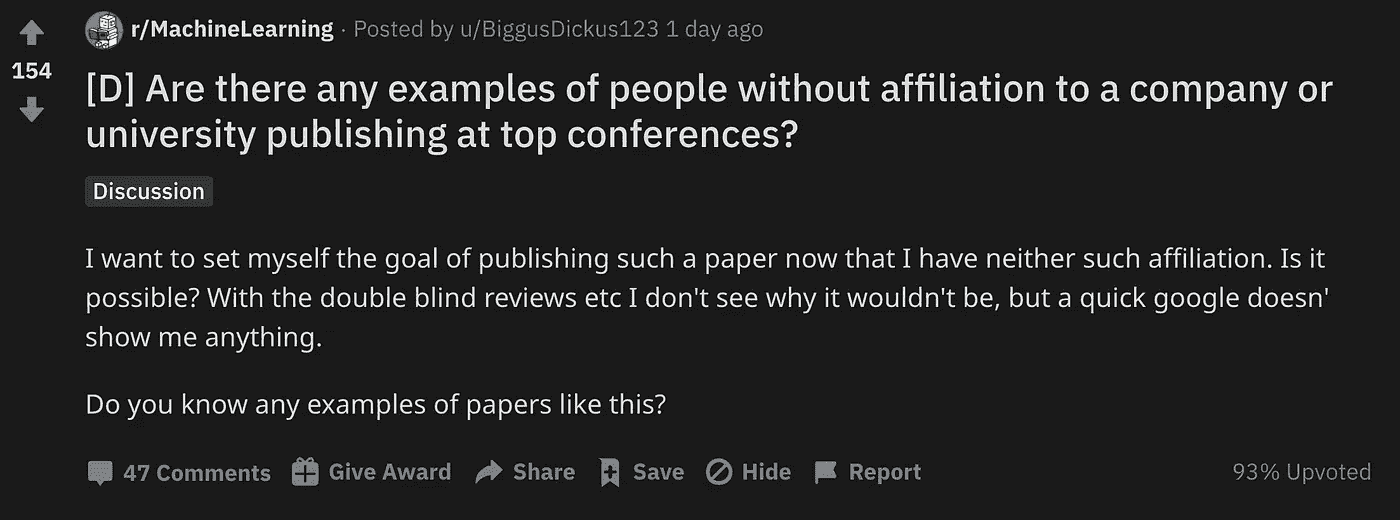 r/MachineLearning · Posted by u/BiggusDickus123 1 day ago
154
[D] Are there any examples of people without affiliation to a company or
university publishing at top conferences?
Discussion
I want to set myself the goal of publishing such a paper now that I have neither such affiliation. Is it
possible? With the double blind reviews etc I don't see why it wouldn't be, but a quick google doesn'
show me anything.
Do you know any examples of papers like this?
47 Comments Give Award Share Save Hide Report 93% Upvoted